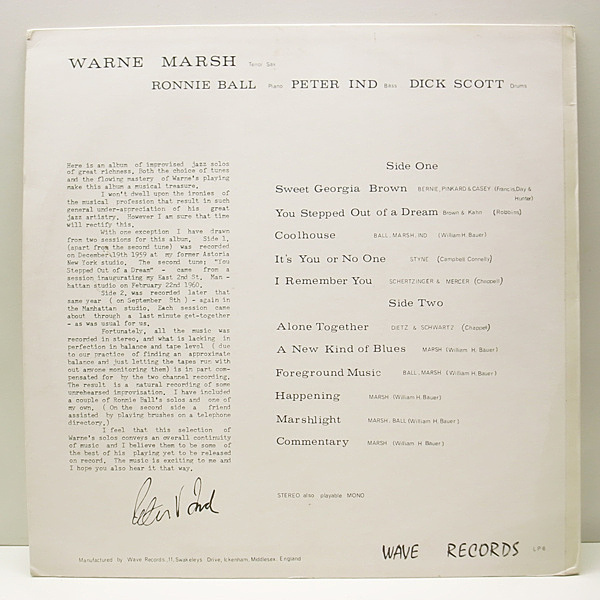 WARNE MARSH Tenor Sax
RONNIE BALL Piano PETER IND Bass DICK SCOTT Drums
Here is an album of improvised jazz solos
of great richness. Both the choice of tunes
and the flowing mastery of Warne's playing
make this album a musical treasure.
I won't dwell upon the ironies of
the musical profession that result in such
general under-appreciation of his great
jazz artistry. However I am sure that time
will rectify this.
With one exception I have drawn
from two sessions for this album. Side 1.
(apart from the second tune) was recorded
on December 19th 1959 at my former Astoria
New York studio. The second tune; "You
Stepped Out of a Dream" - came from a
session inaugurating my East 2nd St. Man -
hattan studio on February 22nd 1960.
Side 2. was recorded later that
same year ( on September 8th ) - again in
the Manhattan studio. Each session came
about through a last minute get-together
- as was usual for us.
Fortunately, all the music was
recorded in stereo, and what is lacking in
perfection in balance and tape level ( due
to our practice of finding an approximate
balance and just letting the tapes run with
out anyone monitoring them) is in part com-
pensated for by the two channel recording.
The result is a natural recording of some
unrehearsed improvisation. I have included
a couple of Ronnie Ball's solos and one of
my own. ( On the second side a friend
assisted by playing brushes on a telephone
directory.)
I feel that this selection of
Warne's solos conveys an overall continuity
of music and I believe them to be some of
the best of his playing yet to be released
on record. The music is exciting to me and
I hope you also hear it that way.
Peter Ind
Side One
Sweet Georgia Brown BERNIE, PINKARD & CASEY (Francis, Day &
Hunter)
You Stepped Out of a Dream Brown & Kahn (Robbins)
Coolhouse BALL, MARSH, IND (William H. Bauer)
It's You or No One STYNE (Campbell Connelly)
I Remember You SCHERTZINGER & MERCER (Chappell)
Side Two
Alone Together DIETZ & SCHWARTZ (Chappel)
A New Kind of Blues MARSH (William H. Bauer)
Foreground Music BALL, MARSH (William H. Bauer)
Happening MARSH (William H. Bauer)
Marshlight MARSH, BALL (William H. Bauer)
Commentary MARSH (William H. Bauer)
STEREO also playable MONO
Manufactured by Wave Records, 11, Swakeleys Drive, Ickenham, Middlesex, England
WAVE RECORDS LP 6